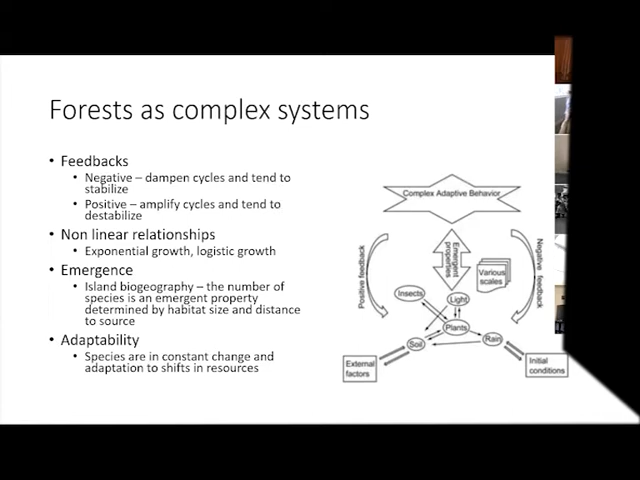 Forests as complex systems
• Feedbacks
• Negative – dampen cycles and tend to
stabilize
• Positive – amplify cycles and tend to
destabilize
• Non linear relationships
• Exponential growth, logistic growth
• Emergence
• Island biogeography – the number of
species is an emergent property
determined by habitat size and distance
to source
• Adaptability
• Species are in constant change and
adaptation to shifts in resources
Complex Adaptive Behavior
Positive feedback
Emergent
properties
Various
scales
Negative feedback
Insects
Light
Plants
Soil
Rain
External
factors
Initial
conditions